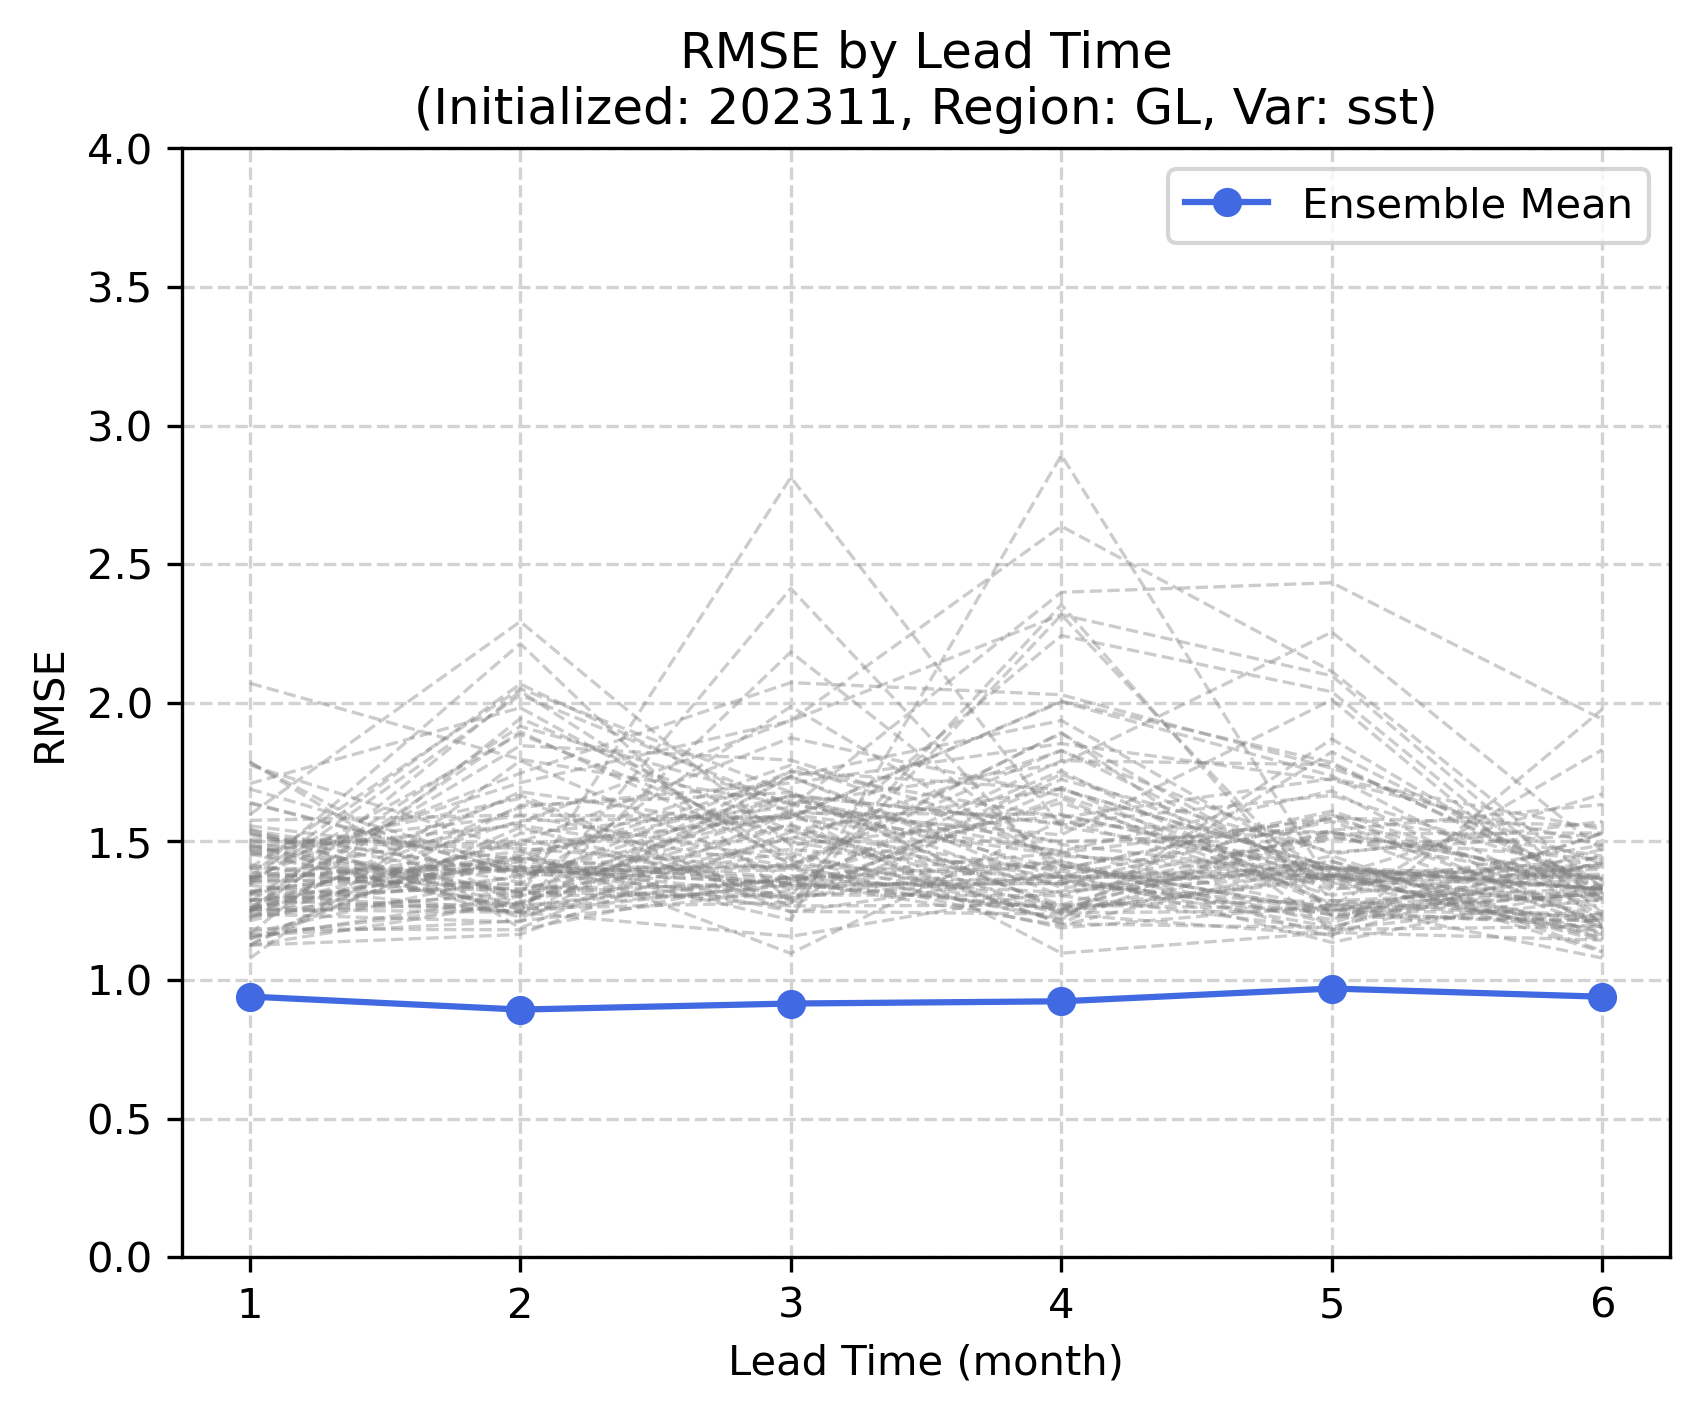 RMSE by Lead Time
(Initialized: 202311, Region: GL, Var: sst)
Ensemble Mean
RMSE
4.0
3.5
3.0
2.5
2.0
1.5
1.0
0.5
0.0
1 2 3 4 5 6
Lead Time (month)